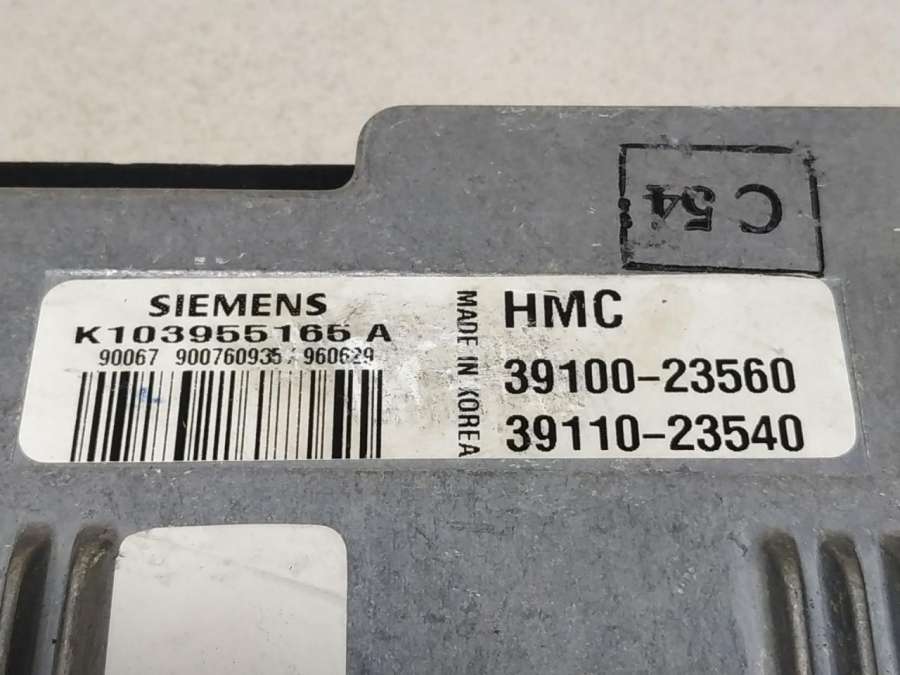 C 54
SIEMENS
K103955165 A
90067 900760935 960629
MADE IN KOREA
HMC
39100-23560
39110-23540